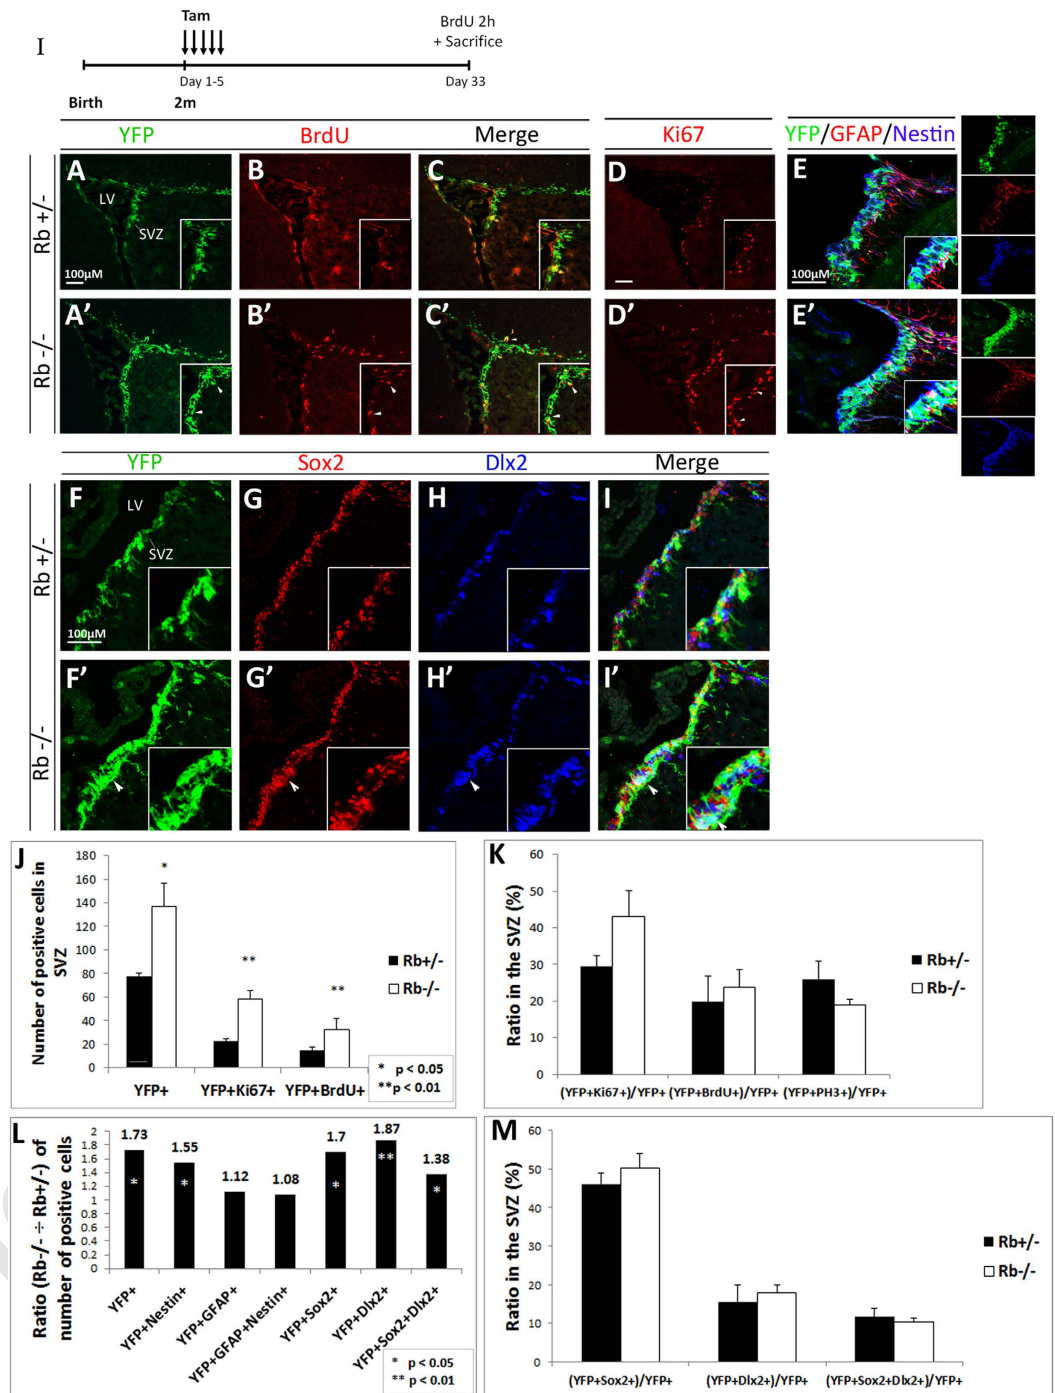 I
Tam
BrdU 2h
+ Sacrifice
Day 1-5
Day 33
Birth
2m
YFP
BrdU
Merge
Ki67
YFP/GFAP/Nestin
Rb +/-
A
LV
SVZ
100µM
B
C
D
E
100µM
Rb -/-
A'
B'
C'
D'
E'
YFP
Sox2
Dlx2
Merge
Rb +/-
F
LV
SVZ
100µM
G
H
I
Rb -/-
F'
G'
H'
I'
J
Number of positive cells in
SVZ
180
160
140
120
100
80
60
40
20
0
*
**
**
YFP+
YFP+Ki67+
YFP+BrdU+
Rb+/-
Rb-/-
* p < 0.05
**p < 0.01
K
Ratio in the SVZ (%)
60
50
40
30
20
10
0
(YFP+Ki67+)/YFP+
(YFP+BrdU+)/YFP+
(YFP+PH3+)/YFP+
Rb+/-
Rb-/-
L
Ratio (Rb-/- ÷ Rb+/-) of
number of positive cells
2
1.8
1.6
1.4
1.2
1
0.8
0.6
0.4
0.2
0
1.73
1.55
1.12
1.08
1.7
1.87
1.38
*
*
*
**
*
YFP+
YFP+Nestin+
YFP+GFAP+
YFP+GFAP+Nestin+
YFP+Sox2+
YFP+Dlx2+
YFP+Sox2+Dlx2+
* p < 0.05
** p < 0.01
M
Ratio in the SVZ (%)
60
50
40
30
20
10
0
(YFP+Sox2+)/YFP+
(YFP+Dlx2+)/YFP+
(YFP+Sox2+Dlx2+)/YFP+
Rb+/-
Rb-/-